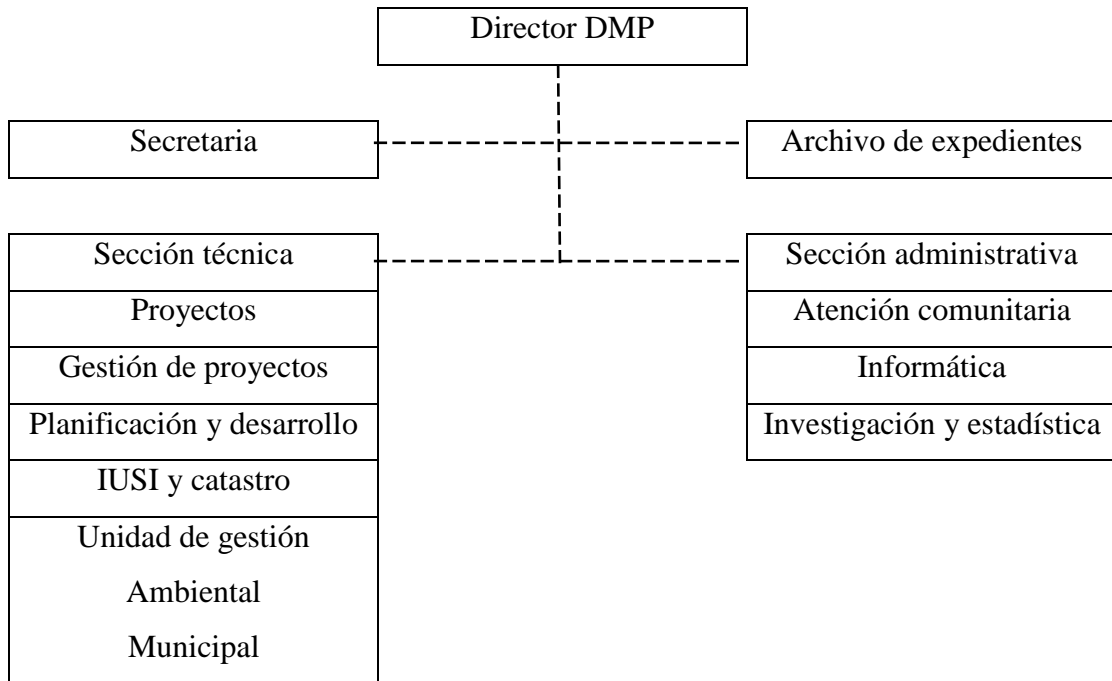 Director DMP
Secretaria
Archivo de expedientes
Sección técnica
Proyectos
Gestión de proyectos
Planificación y desarrollo
IUSI y catastro
Unidad de gestión
Ambiental
Municipal
Sección administrativa
Atención comunitaria
Informática
Investigación y estadística